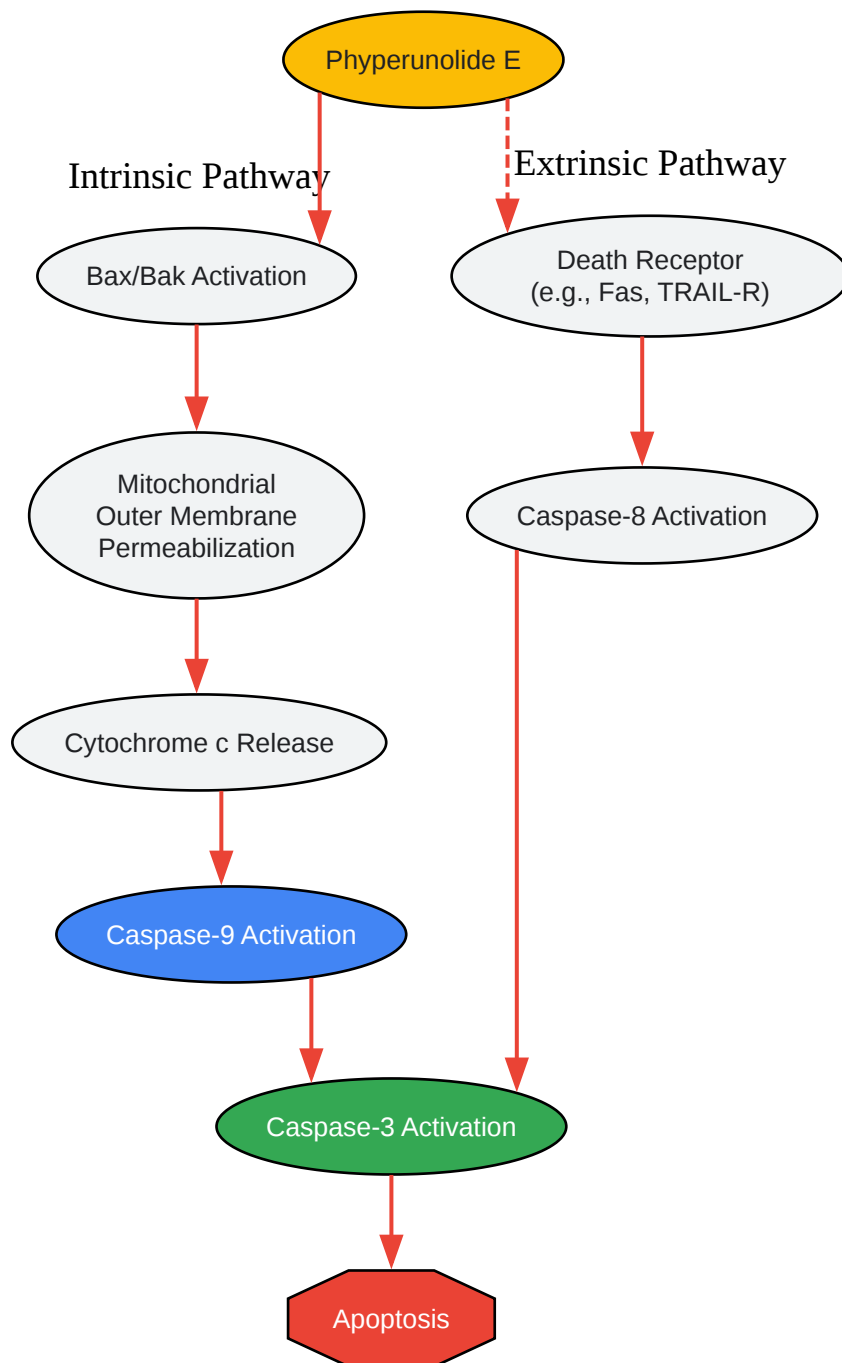 Phyperunolide E
Intrinsic Pathway
Extrinsic Pathway
Bax/Bak Activation
Death Receptor
(e.g., Fas, TRAIL-R)
Mitochondrial
Outer Membrane
Permeabilization
Caspase-8 Activation
Cytochrome c Release
Caspase-9 Activation
Caspase-3 Activation
Apoptosis